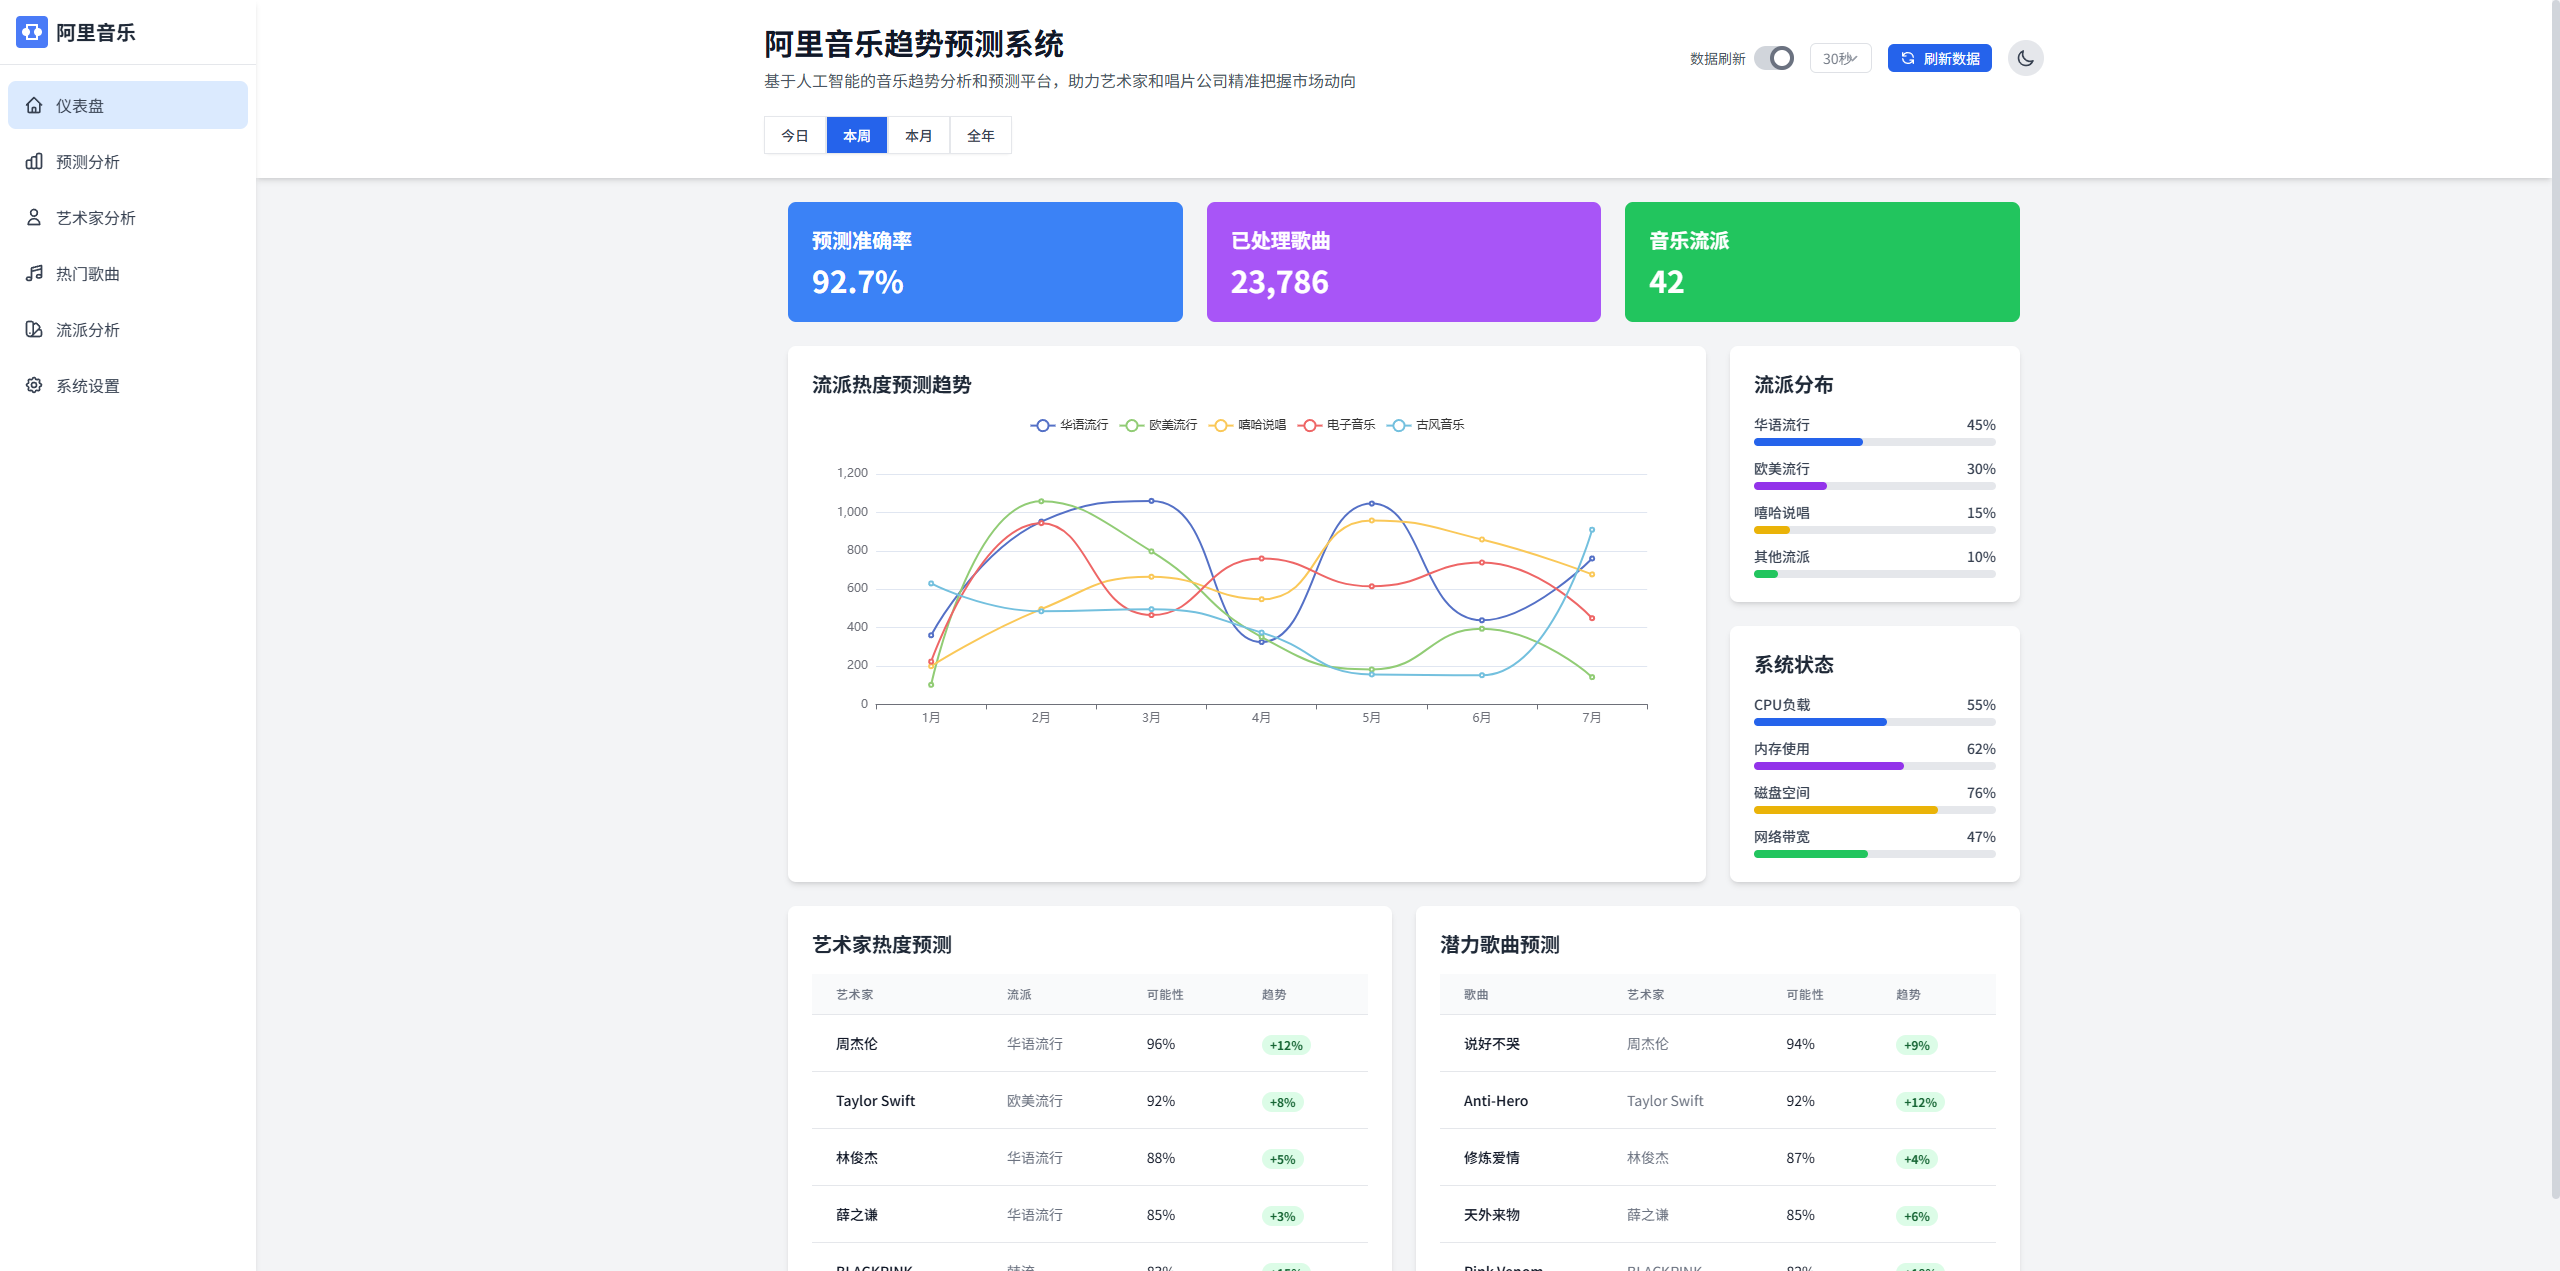 阿里音乐
仪表盘
预测分析
艺术家分析
热门歌曲
流派分析
系统设置
阿里音乐趋势预测系统
基于人工智能的音乐趋势分析和预测平台，助力艺术家和唱片公司精准把握市场动向
数据刷新
30秒
刷新数据
今日 本周 本月 全年
预测准确率
92.7%
已处理歌曲
23,786
音乐流派
42
流派热度预测趋势
华语流行 欧美流行 嘻哈说唱 电子音乐 古风音乐
1,200
1,000
800
600
400
200
0
1月 2月 3月 4月 5月 6月 7月
流派分布
华语流行 45%
欧美流行 30%
嘻哈说唱 15%
其他流派 10%
系统状态
CPU负载 55%
内存使用 62%
磁盘空间 76%
网络带宽 47%
艺术家热度预测
艺术家 流派 可能性 趋势
周杰伦 华语流行 96% +12%
Taylor Swift 欧美流行 92% +8%
林俊杰 华语流行 88% +5%
薛之谦 华语流行 85% +3%
BLACKPINK 韩流 83% +15%
潜力歌曲预测
歌曲 艺术家 可能性 趋势
说好不哭 周杰伦 94% +9%
Anti-Hero Taylor Swift 92% +12%
修炼爱情 林俊杰 87% +4%
天外来物 薛之谦 85% +6%
Pink Venom BLACKPINK 82%